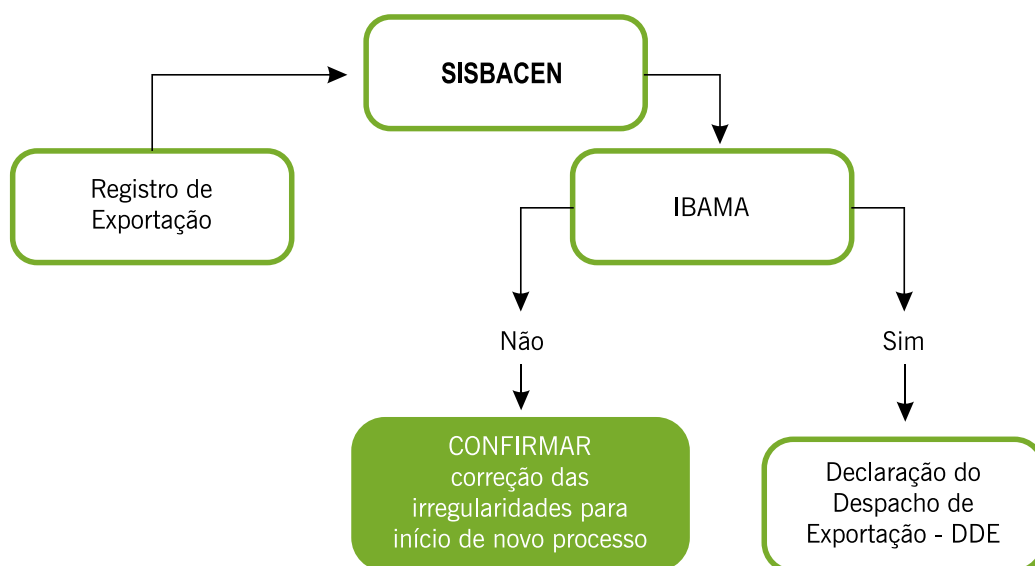 SISBACEN
Registro de
Exportação
IBAMA
Não
Sim
CONFIRMAR
correção das
irregularidades para
início de novo processo
Declaração do
Despacho de
Exportação - DDE